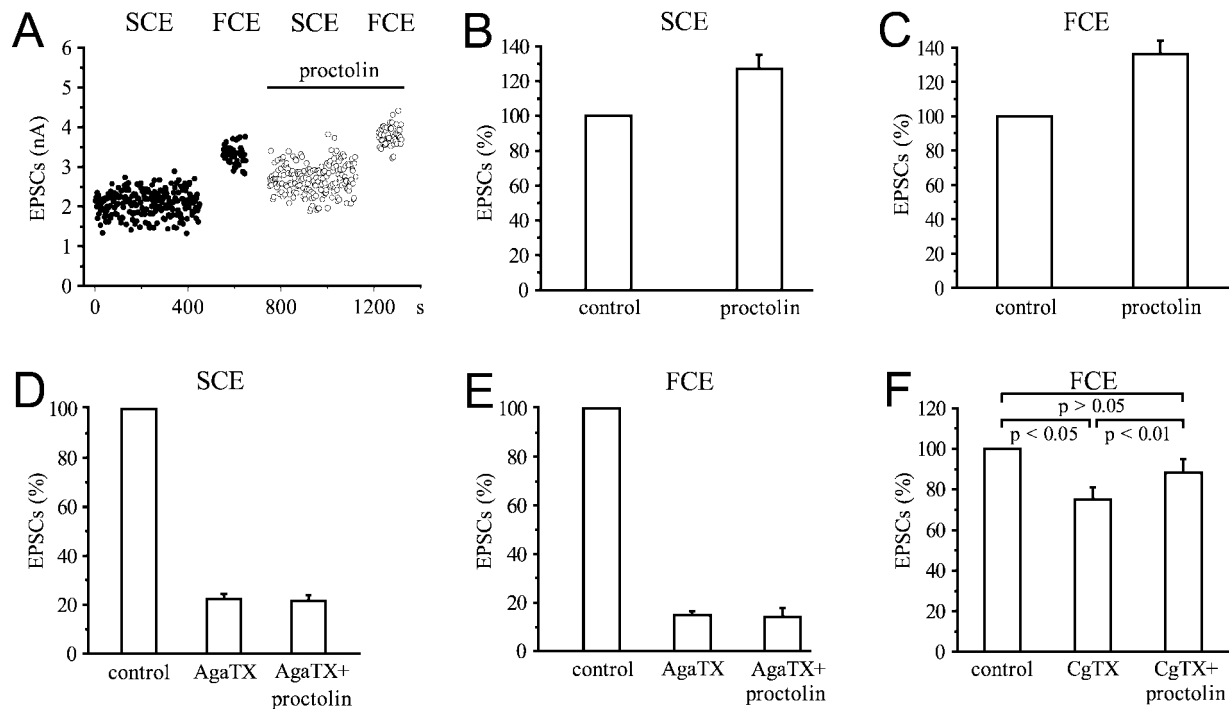 A
SCE FCE SCE FCE
proctolin
EPSCs (nA)
6
5
4
3
2
1
0
0 400 800 1200 s
B
SCE
EPSCs (%)
140
120
100
80
60
40
20
0
control proctolin
C
FCE
EPSCs (%)
140
120
100
80
60
40
20
0
control proctolin
D
SCE
EPSCs (%)
100
80
60
40
20
0
control AgaTX AgaTX+
proctolin
E
FCE
EPSCs (%)
100
80
60
40
20
0
control AgaTX AgaTX+
proctolin
F
FCE
p > 0.05
p < 0.05 p < 0.01
EPSCs (%)
120
100
80
60
40
20
0
control CgTX CgTX+
proctolin